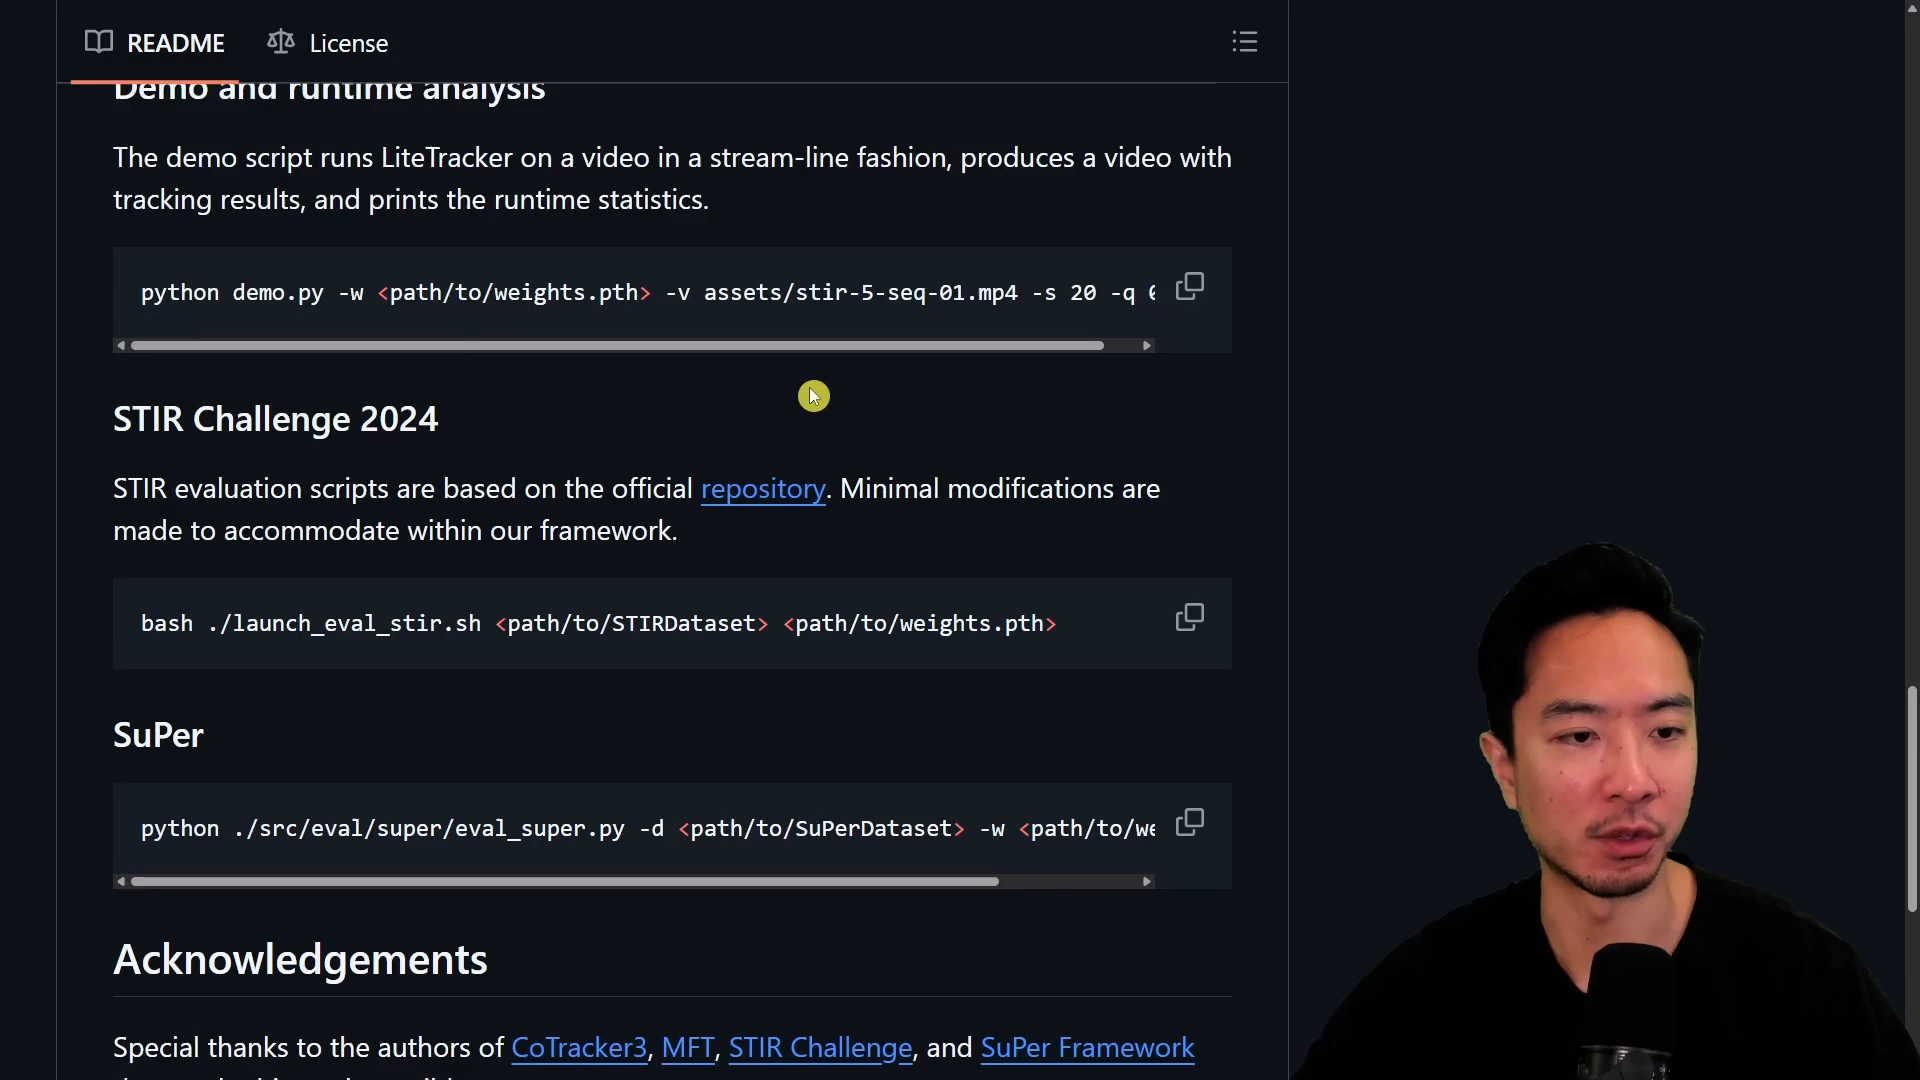 README License
Demo and runtime analysis
The demo script runs LiteTracker on a video in a stream-line fashion, produces a video with
tracking results, and prints the runtime statistics.
python demo.py -w <path/to/weights.pth> -v assets/stir-5-seq-01.mp4 -s 20 -q
STIR Challenge 2024
STIR evaluation scripts are based on the official repository. Minimal modifications are
made to accommodate within our framework.
bash ./launch_eval_stir.sh <path/to/STIRDataset> <path/to/weights.pth>
SuPer
python ./src/eval/super/eval_super.py -d <path/to/SuPerDataset> -w <path/to/we
Acknowledgements
Special thanks to the authors of CoTracker3, MFT, STIR Challenge, and SuPer Framework